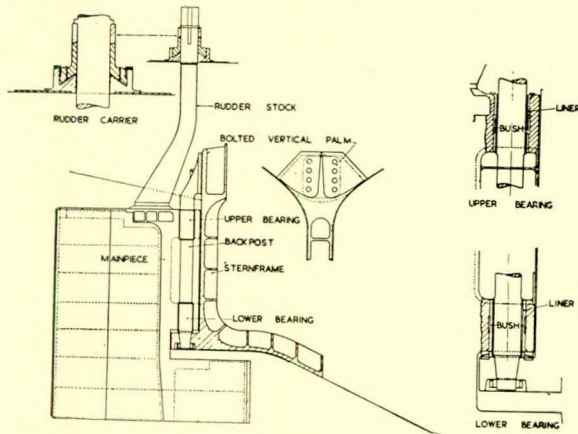 RUDDER CARRIER
RUDDER STOCK
BOLTED VERTICAL PALM
UPPER BEARING
BACKPOST
MAINPIECE
STERNFRAME
LOWER BEARING
LINER
BUSH
UPPER BEARING
LINER
BUSH
LOWER BEARING